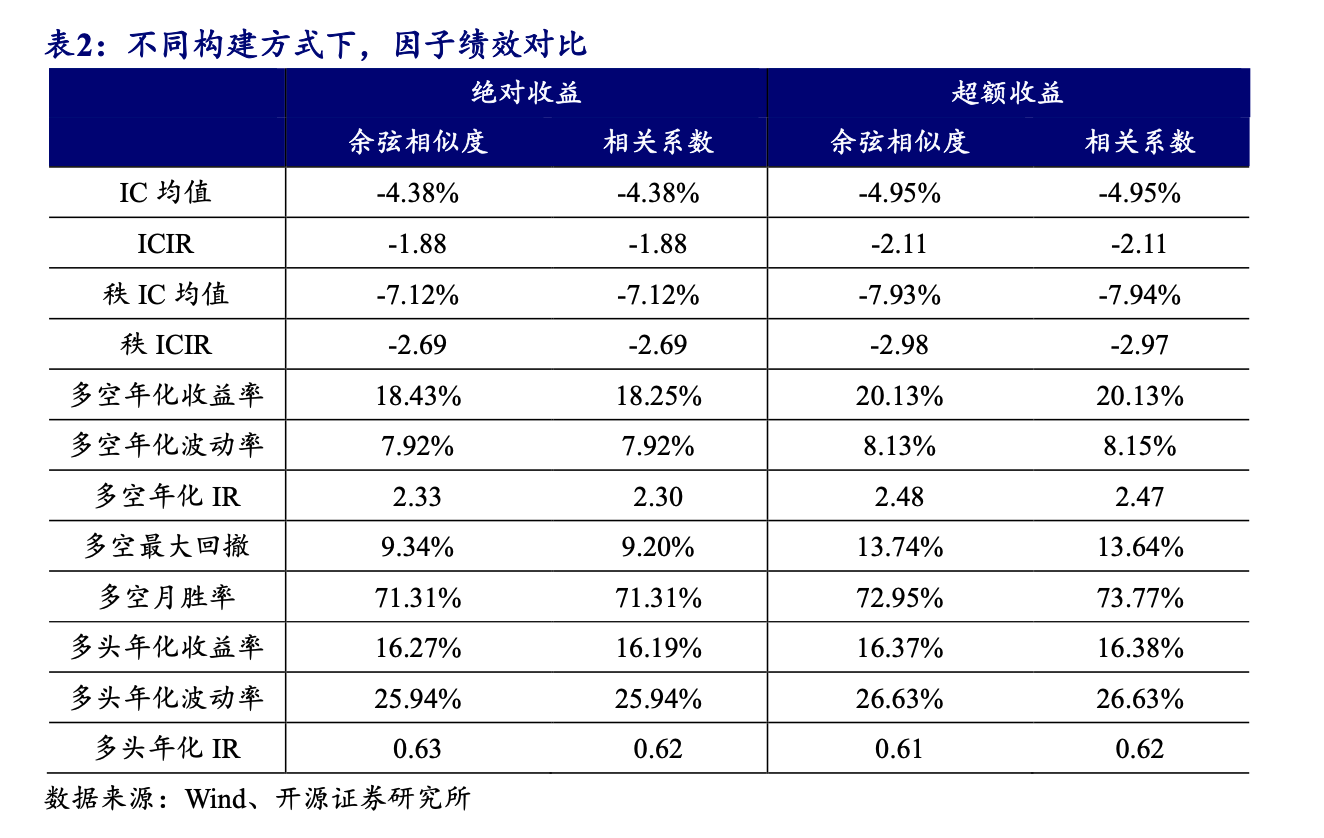 表2：不同构建方式下，因子绩效对比
绝对收益 超额收益
余弦相似度 相关系数 余弦相似度 相关系数
IC 均值 -4.38% -4.38% -4.95% -4.95%
ICIR -1.88 -1.88 -2.11 -2.11
秩 IC 均值 -7.12% -7.12% -7.93% -7.94%
秩 ICIR -2.69 -2.69 -2.98 -2.97
多空年化收益率 18.43% 18.25% 20.13% 20.13%
多空年化波动率 7.92% 7.92% 8.13% 8.15%
多空年化 IR 2.33 2.30 2.48 2.47
多空最大回撤 9.34% 9.20% 13.74% 13.64%
多空月胜率 71.31% 71.31% 72.95% 73.77%
多头年化收益率 16.27% 16.19% 16.37% 16.38%
多头年化波动率 25.94% 25.94% 26.63% 26.63%
多头年化 IR 0.63 0.62 0.61 0.62
数据来源：Wind、开源证券研究所